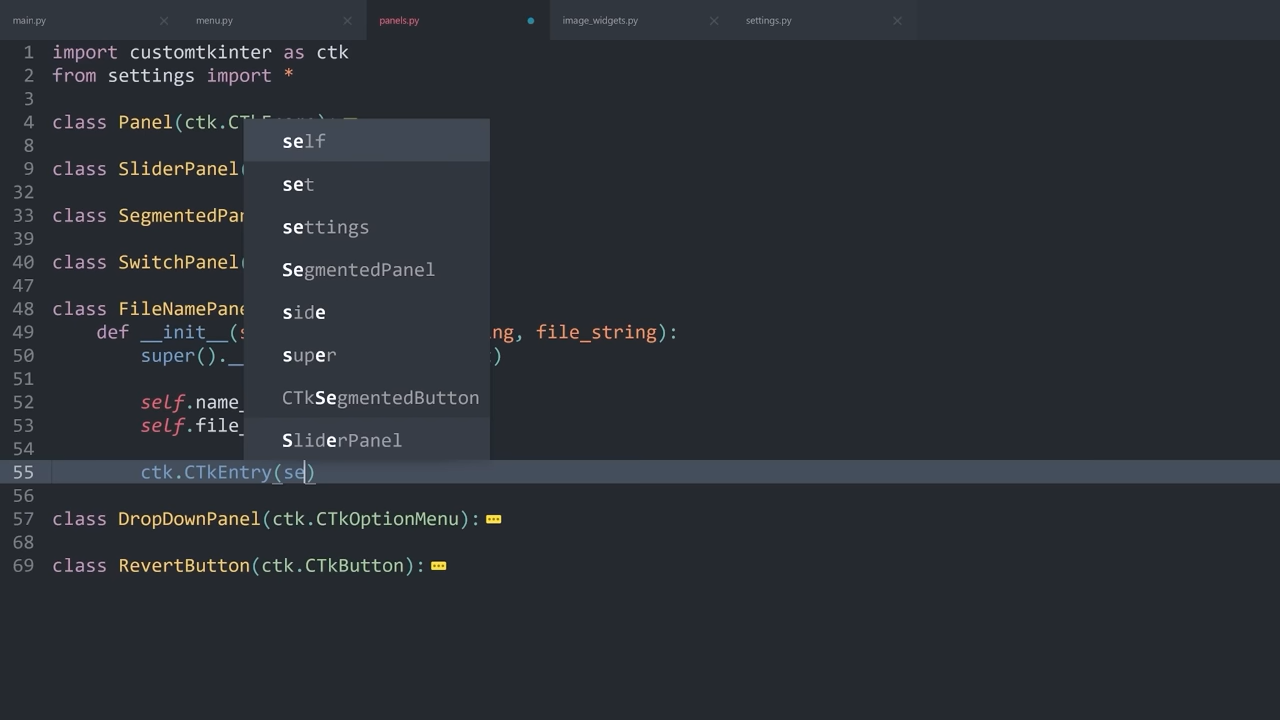 main.py menu.py panels.py image_widgets.py settings.py
1 import customtkinter as ctk
2 from settings import *
3
4 class Panel(ctk.
8
self
9 class SliderPanel(
set
32
33 class SegmentedPan
settings
39
40 class SwitchPanel(
SegmentedPanel
47
48 class FileNamePane
side
49 def __init__( ng, file_string):
50 super().__ )
super
51
52 self.name_
CTkSegmentedButton
53 self.file_
SliderPanel
54
55 ctk.CTkEntry(se)
56
57 class DropDownPanel(ctk.CTkOptionMenu):
68
69 class RevertButton(ctk.CTkButton):